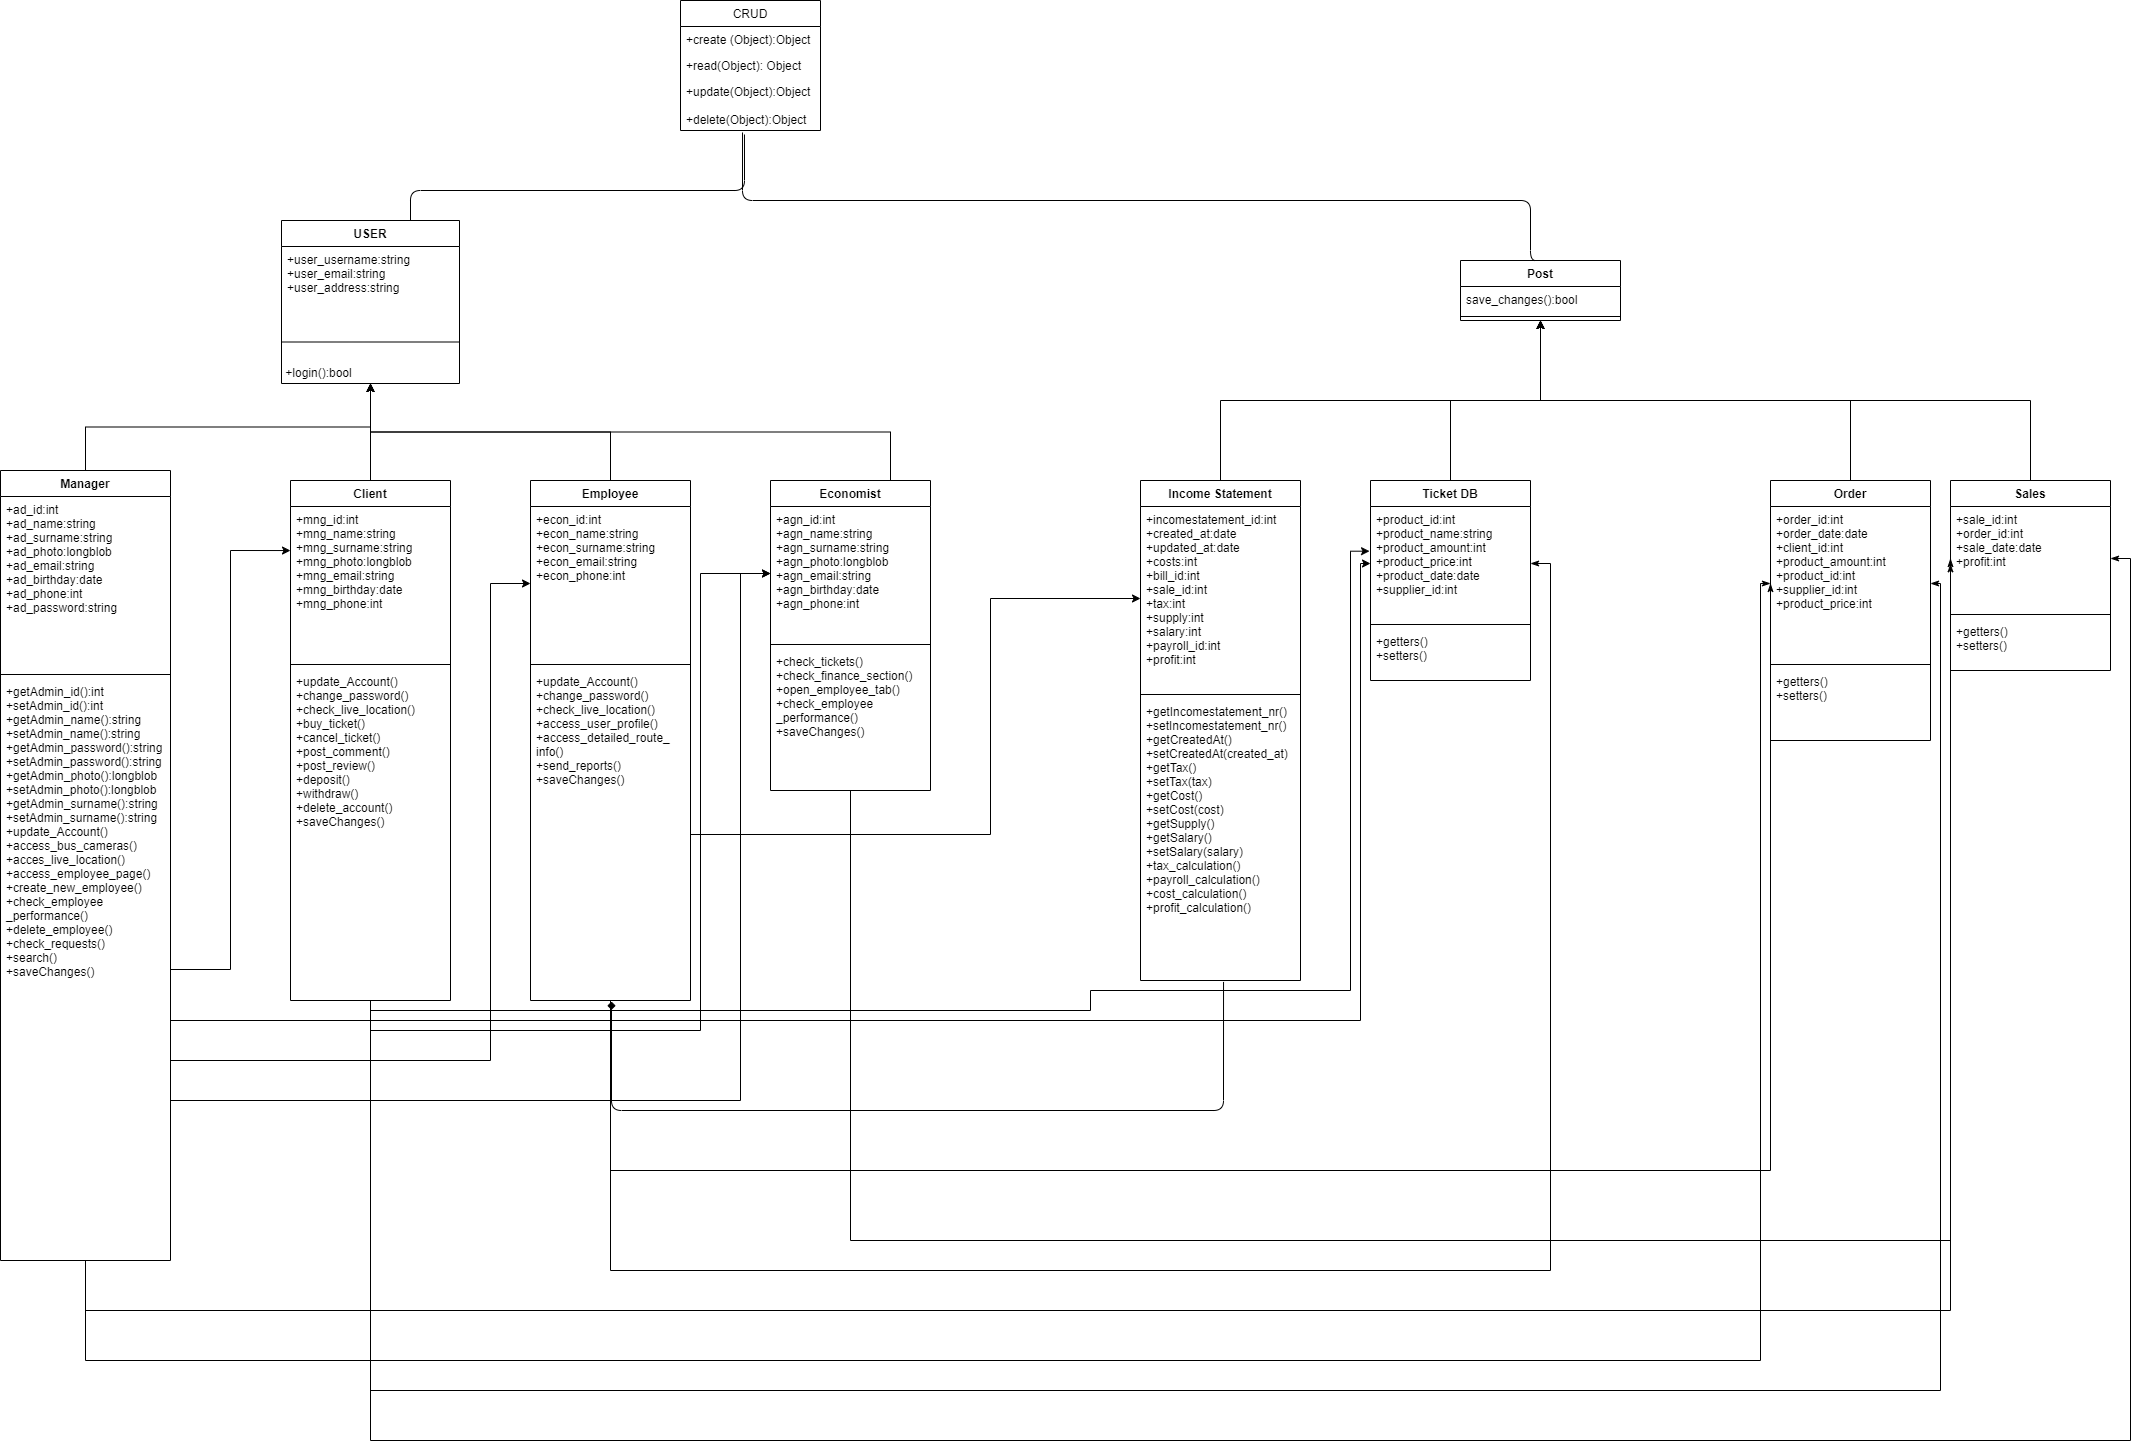 CRUD
+create (Object):Object
+read(Object): Object
+update(Object):Object
+delete(Object):Object
USER
+user_username:string
+user_email:string
+user_address:string
+login():bool
Post
save_changes():bool
Manager
+ad_id:int
+ad_name:string
+ad_surname:string
+ad_photo:longblob
+ad_email:string
+ad_birthday:date
+ad_phone:int
+ad_password:string
+getAdmin_id():int
+setAdmin_id():int
+getAdmin_name():string
+setAdmin_name():string
+getAdmin_password():string
+setAdmin_password():string
+getAdmin_photo():longblob
+setAdmin_photo():longblob
+getAdmin_surname():string
+setAdmin_surname():string
+update_Account()
+access_bus_cameras()
+acces_live_location()
+access_employee_page()
+create_new_employee()
+check_employee
_performance()
+delete_employee()
+check_requests()
+search()
+saveChanges()
Client
+mng_id:int
+mng_name:string
+mng_surname:string
+mng_photo:longblob
+mng_email:string
+mng_birthday:date
+mng_phone:int
+update_Account()
+change_password()
+check_live_location()
+buy_ticket()
+cancel_ticket()
+post_comment()
+post_review()
+deposit()
+withdraw()
+delete_account()
+saveChanges()
Employee
+econ_id:int
+econ_name:string
+econ_surname:string
+econ_email:string
+econ_phone:int
+update_Account()
+change_password()
+check_live_location()
+access_user_profile()
+access_detailed_route_
info()
+send_reports()
+saveChanges()
Economist
+agn_id:int
+agn_name:string
+agn_surname:string
+agn_photo:longblob
+agn_email:string
+agn_birthday:date
+agn_phone:int
+check_tickets()
+check_finance_section()
+open_employee_tab()
+check_employee
_performance()
+saveChanges()
Income Statement
+incomestatement_id:int
+created_at:date
+updated_at:date
+costs:int
+bill_id:int
+sale_id:int
+tax:int
+supply:int
+salary:int
+payroll_id:int
+profit:int
+getIncomestatement_nr()
+setIncomestatement_nr()
+getCreatedAt()
+setCreatedAt(created_at)
+getTax()
+setTax(tax)
+getCost()
+setCost(cost)
+getSupply()
+getSalary()
+setSalary(salary)
+tax_calculation()
+payroll_calculation()
+cost_calculation()
+profit_calculation()
Ticket DB
+product_id:int
+product_name:string
+product_amount:int
+product_price:int
+product_date:date
+supplier_id:int
+getters()
+setters()
Order
+order_id:int
+order_date:date
+client_id:int
+product_amount:int
+product_id:int
+supplier_id:int
+product_price:int
+getters()
+setters()
Sales
+sale_id:int
+order_id:int
+sale_date:date
+profit:int
+getters()
+setters()